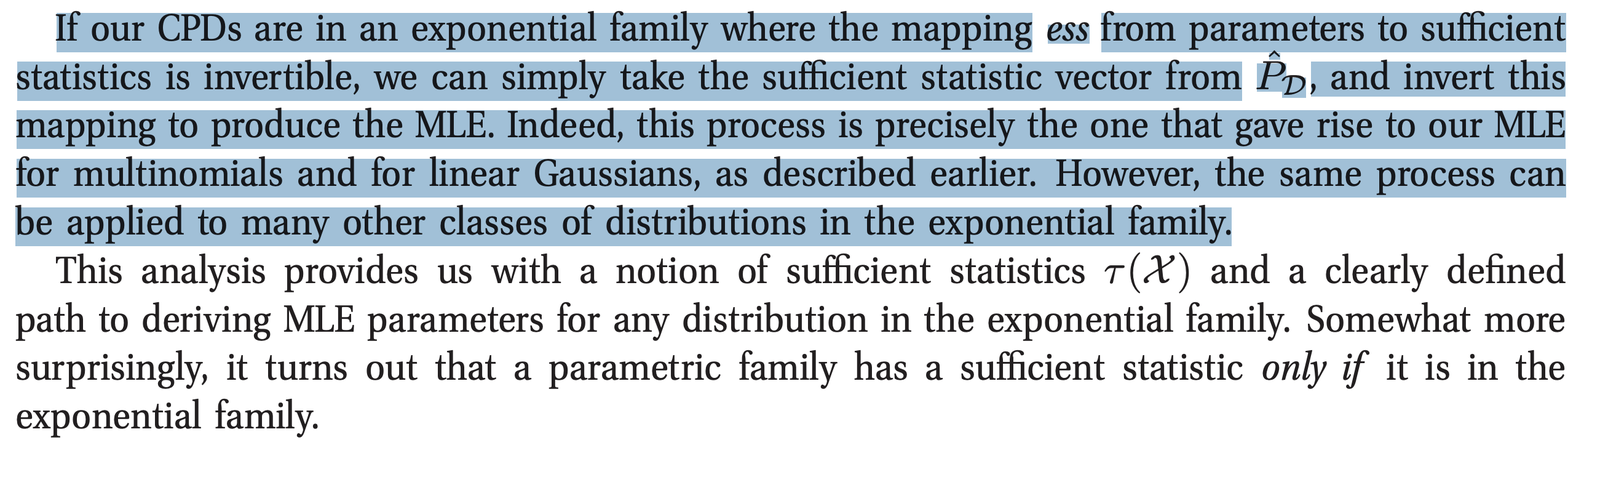 If our CPDs are in an exponential family where the mapping ess from parameters to sufficient
statistics is invertible, we can simply take the sufficient statistic vector from P̂_𝒟, and invert this
mapping to produce the MLE. Indeed, this process is precisely the one that gave rise to our MLE
for multinomials and for linear Gaussians, as described earlier. However, the same process can
be applied to many other classes of distributions in the exponential family.
This analysis provides us with a notion of sufficient statistics τ(𝒳) and a clearly defined
path to deriving MLE parameters for any distribution in the exponential family. Somewhat more
surprisingly, it turns out that a parametric family has a sufficient statistic only if it is in the
exponential family.